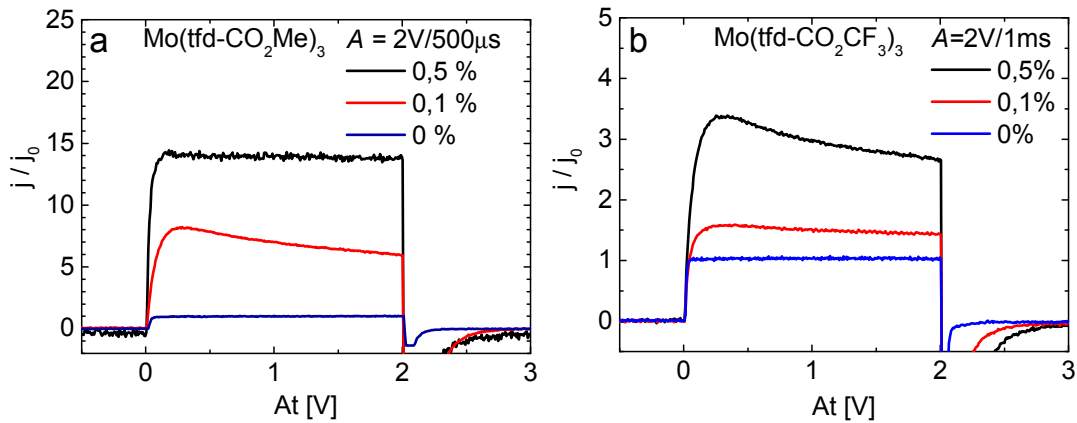 a
Mo(tfd-CO₂Me)₃
A = 2V/500µs
0,5 %
0,1 %
0 %
25
20
15
10
5
0
j / j₀
0
1
2
3
At [V]
b
Mo(tfd-CO₂CF₃)₃
A=2V/1ms
0,5%
0,1%
0%
5
4
3
2
1
0
j / j₀
0
1
2
3
At [V]